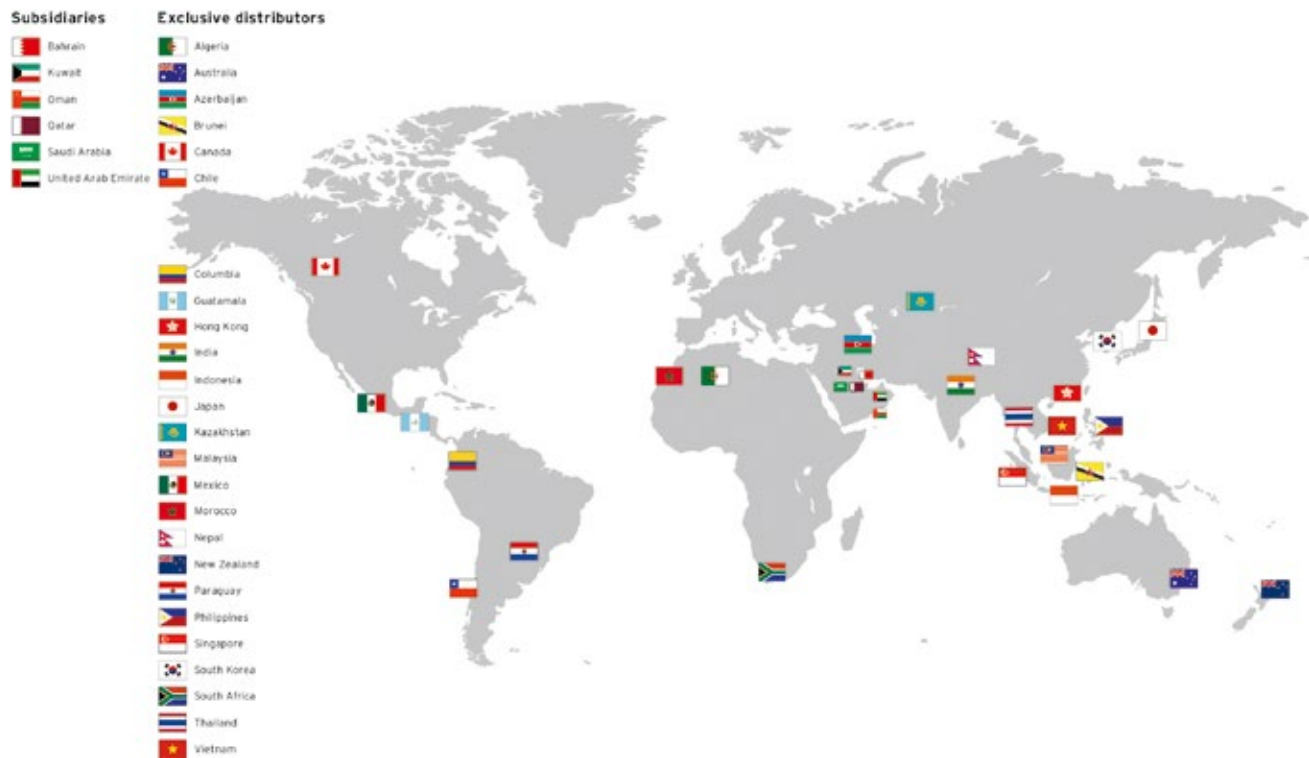 Subsidiaries
Bahrain
Kuwait
Oman
Qatar
Saudi Arabia
United Arab Emirate
Exclusive distributors
Algeria
Australia
Azerbaijan
Brunei
Canada
Chile
Columbia
Guatamala
Hong Kong
India
Indonesia
Japan
Kazakhstan
Malaysia
Mexico
Morocco
Nepal
New Zealand
Paraguay
Philippines
Singapore
South Korea
South Africa
Thailand
Vietnam